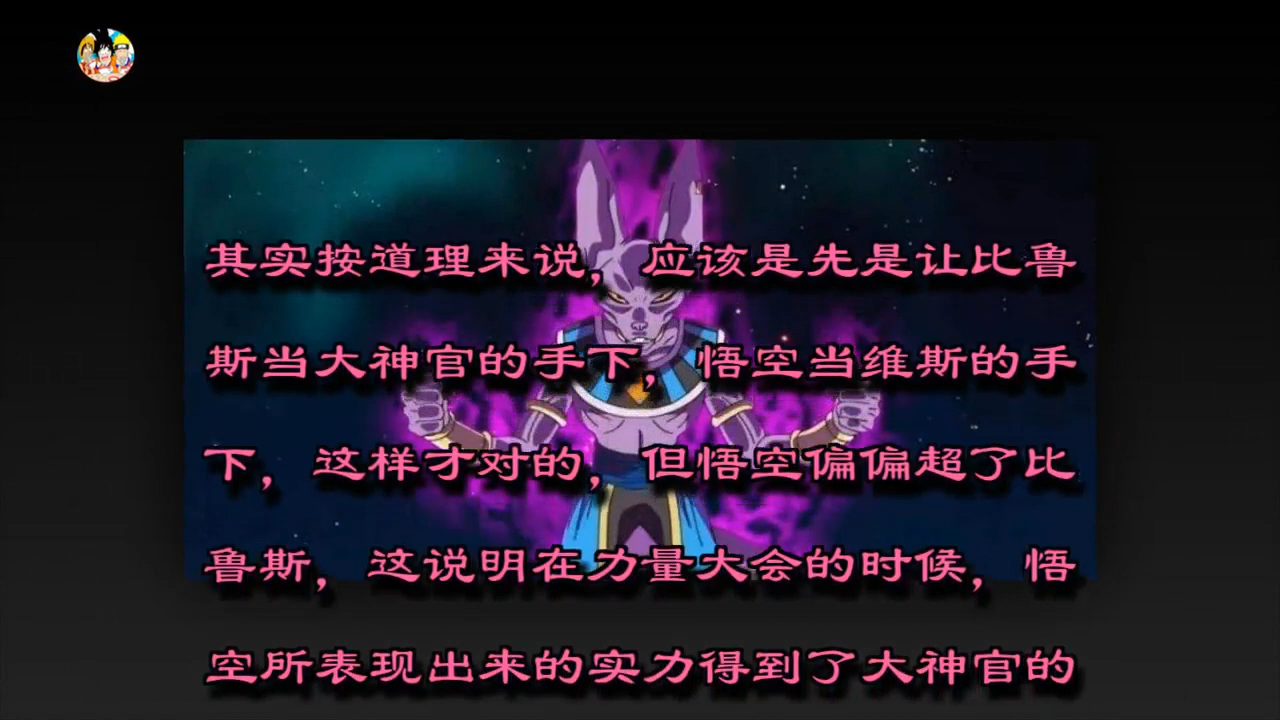 其实按道理来说，应该是先是让比鲁
斯当大神官的手下，悟空当维斯的手
下，这样才对的，但悟空偏偏超了比
鲁斯，这说明在力量大会的时候，悟
空所表现出来的实力得到了大神官的